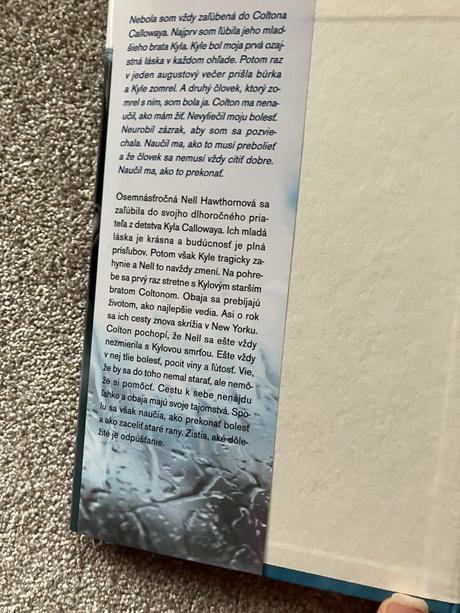 Nebola som vždy zaľúbená do Coltona
Callowaya. Najprv som ľúbila jeho mlad-
šieho brata Kyla. Kyle bol moja prvá ozaj-
stná láska v každom ohľade. Potom raz
v jeden augustový večer prišla búrka
a Kyle zomrel. A druhý človek, ktorý zo-
mrel s ním, som bola ja. Colton ma nena-
učil, ako mám žiť. Nevyliečil moju bolesť.
Neurobil zázrak, aby som sa pozvie-
chala. Naučil ma, ako to musí prebolieť
a že človek sa nemusí vždy cítiť dobre.
Naučil ma, ako to prekonať.
Osemnásťročná Nell Hawthornová sa
zaľúbila do svojho dlhoročného pria-
teľa z detstva Kyla Callowaya. Ich mladá
láska je krásna a budúcnosť je plná
prísľubov. Potom však Kyle tragicky za-
hynie a Nell to navždy zmení. Na pohre-
be sa prvý raz stretne s Kylovým starším
bratom Coltonom. Obaja sa prebíjajú
životom, ako najlepšie vedia. Asi o rok
sa ich cesty znova skrížia v New Yorku.
Colton pochopí, že Nell sa ešte vždy
nezmierila s Kylovou smrťou. Ešte vždy
v nej tlie bolesť, pocit viny a ľútosť. Vie,
že by sa do toho nemal starať, ale nemô-
že si pomôcť. Cestu k sebe nenájdu
ľahko a obaja majú svoje tajomstvá. Spo-
lu sa však naučia, ako prekonať bolesť
a ako zaceliť staré rany. Zistia, aké dôle-
žité je odpúšťanie.